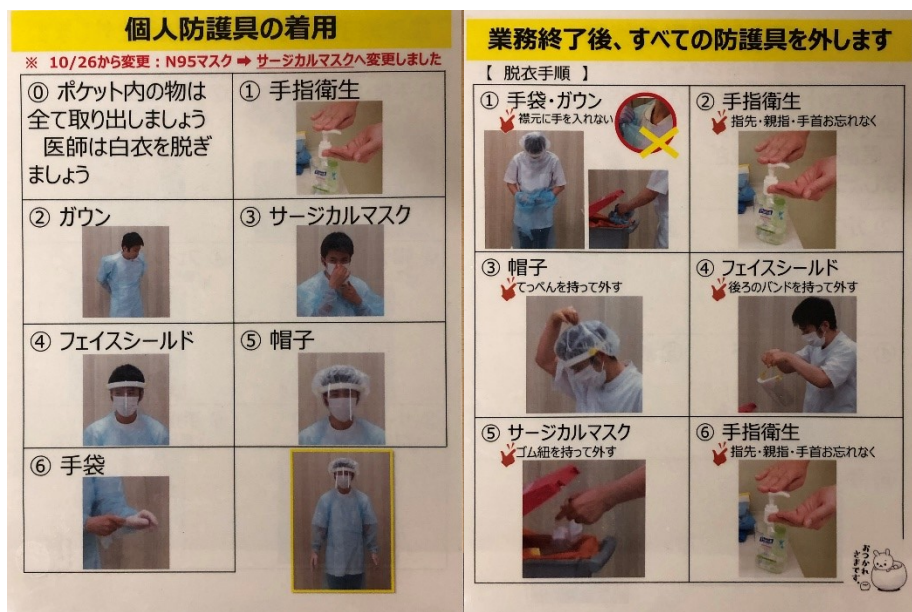 個人防護具の着用
※ 10/26から変更：N95マスク ➡ サージカルマスクへ変更しました
⓪ ポケット内の物は
全て取り出しましょう
医師は白衣を脱ぎ
ましょう
① 手指衛生
② ガウン
③ サージカルマスク
④ フェイスシールド
⑤ 帽子
⑥ 手袋
業務終了後、すべての防護具を外します
【 脱衣手順 】
① 手袋・ガウン
襟元に手を入れない
② 手指衛生
指先・親指・手首お忘れなく
③ 帽子
てっぺんを持って外す
④ フェイスシールド
後ろのバンドを持って外す
⑤ サージカルマスク
ゴム紐を持って外す
⑥ 手指衛生
指先・親指・手首お忘れなく
おつかれ
さまです。